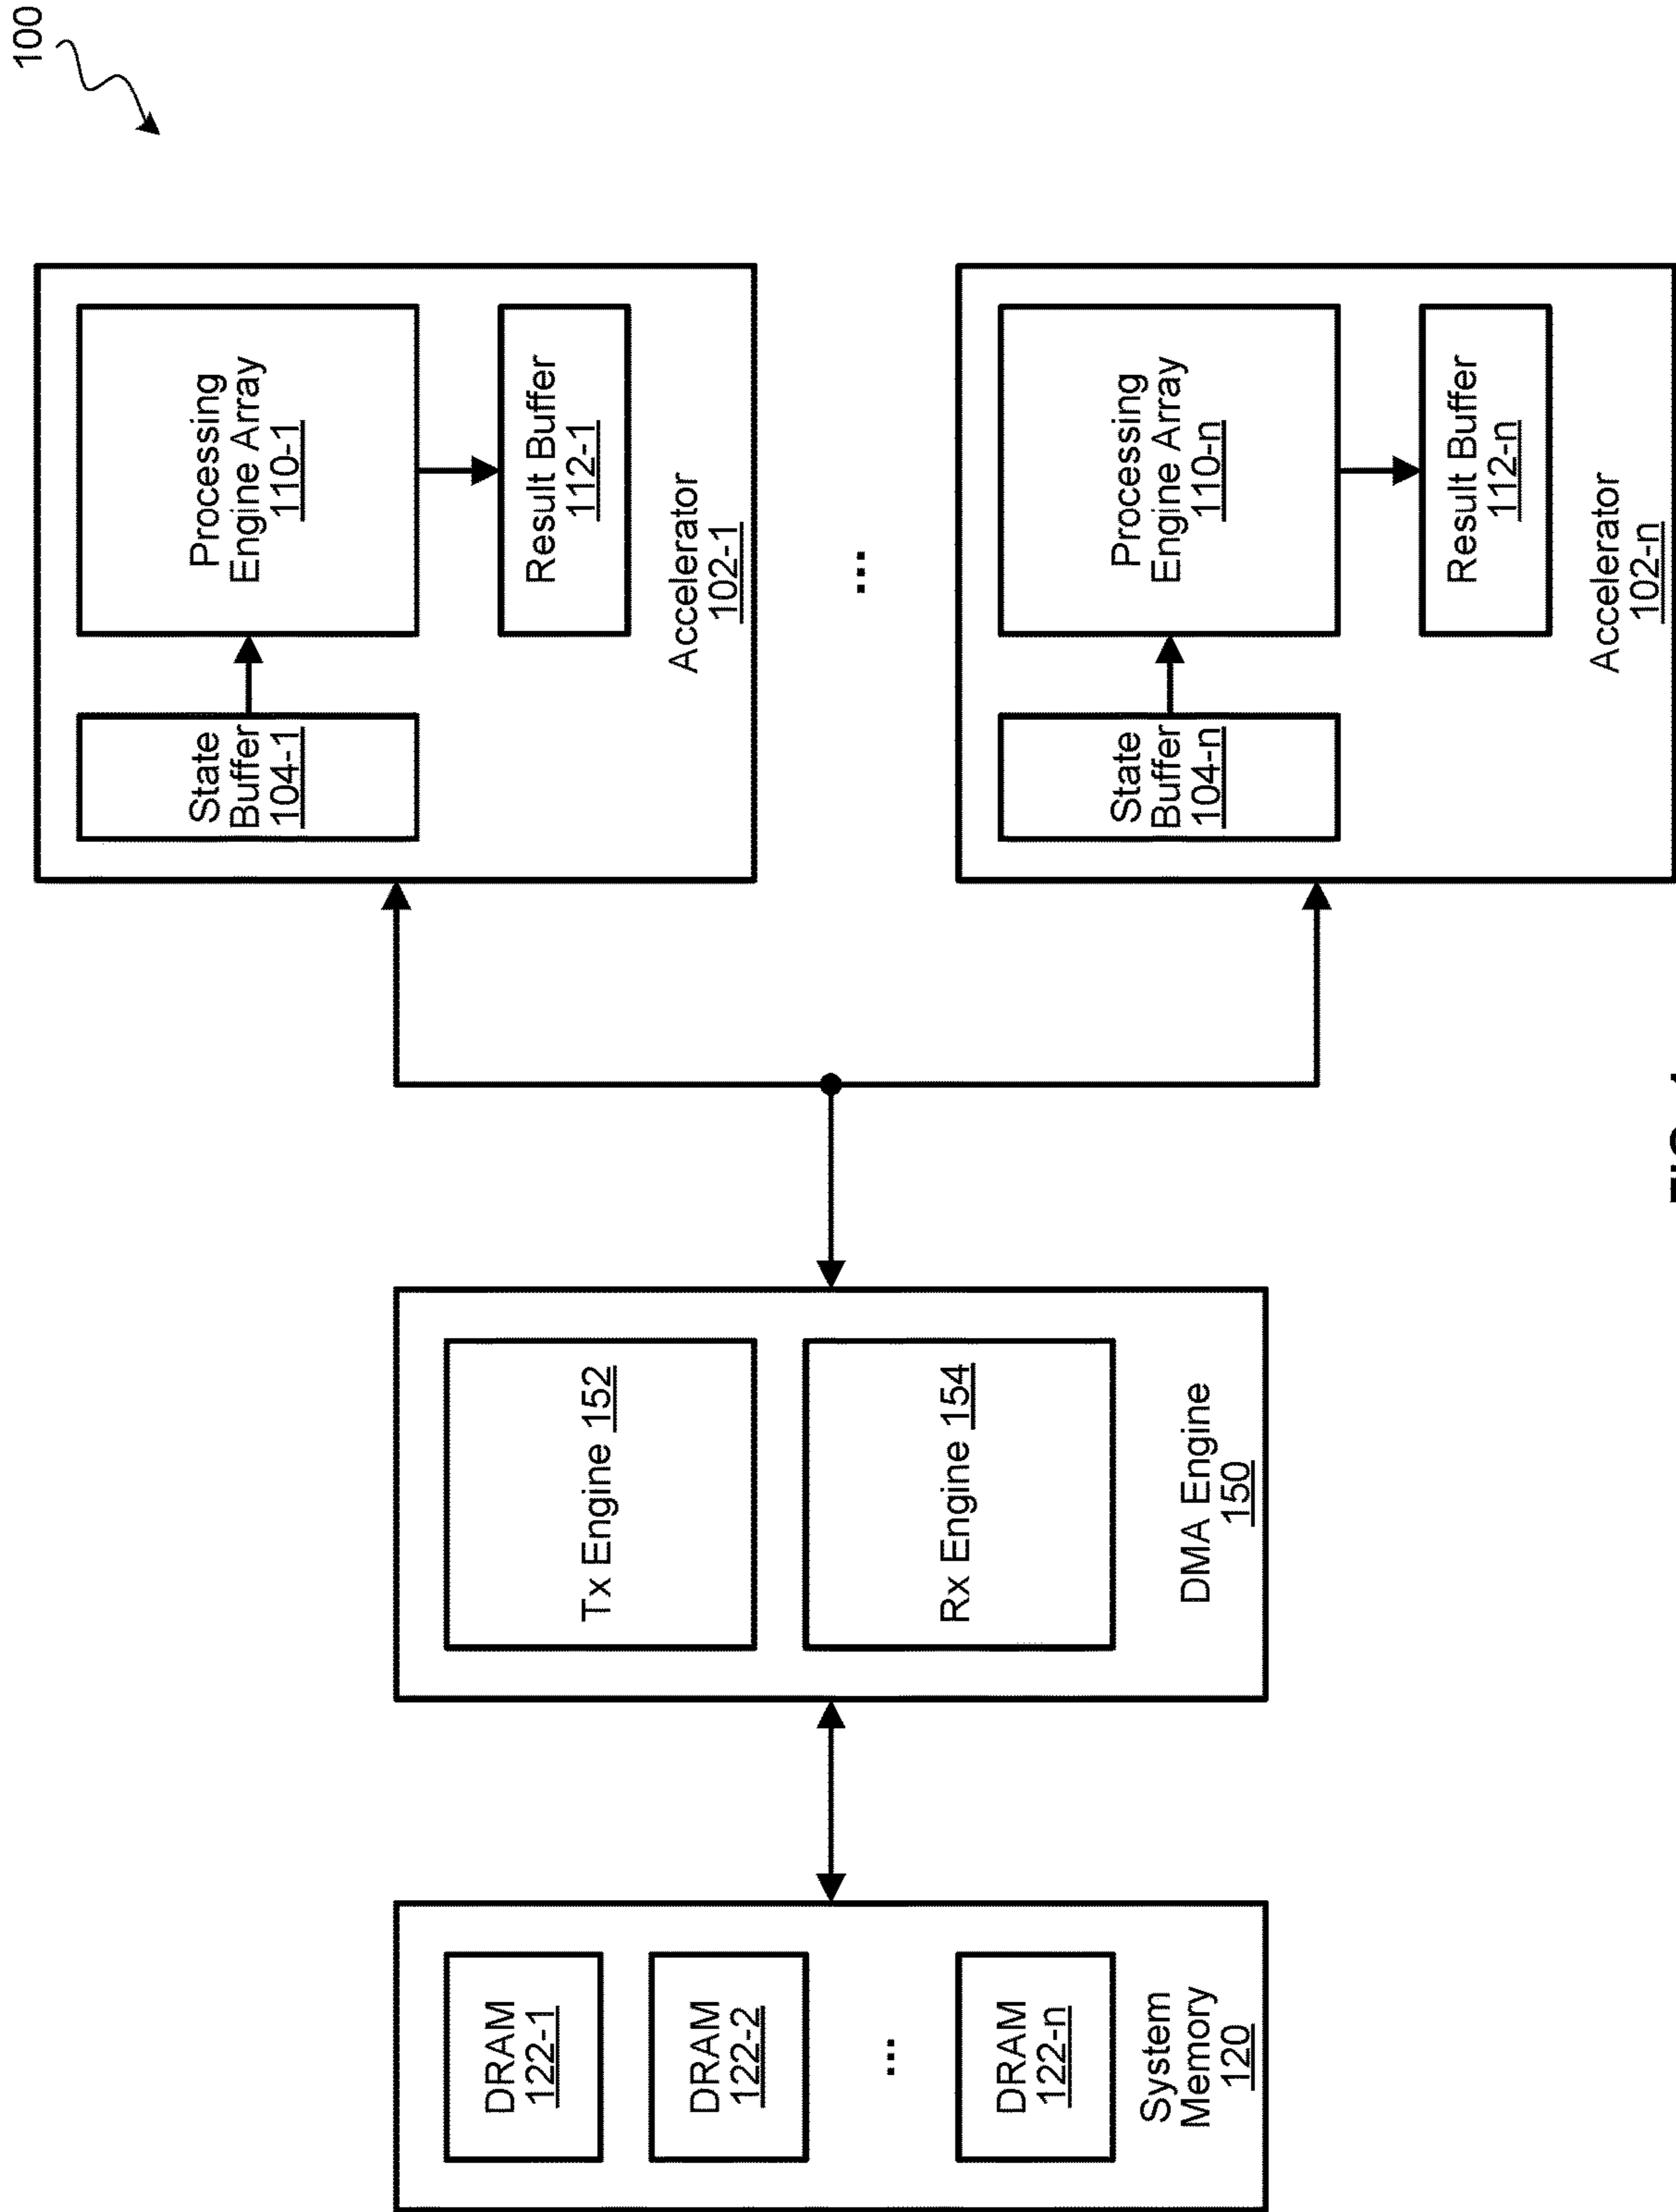 100
DRAM
122-1
DRAM
122-2
...
DRAM
122-n
System
Memory
120
Tx Engine 152
Rx Engine 154
DMA Engine
150
State
Buffer
104-1
Processing
Engine Array
110-1
Result Buffer
112-1
Accelerator
102-1
...
State
Buffer
104-n
Processing
Engine Array
110-n
Result Buffer
112-n
Accelerator
102-n